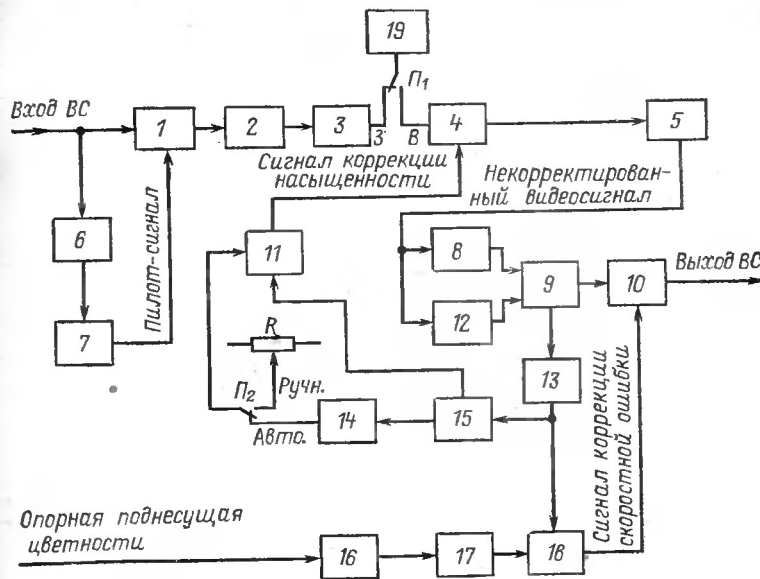 19
П1
Вход ВС
1
2
3
З
В
4
5
Сигнал коррекции
насыщенности
Некорректирован-
ный видеосигнал
6
Пилот-сигнал
11
8
9
10
Выход ВС
12
7
R
П2
Ручн.
Авто.
14
15
13
Сигнал коррекции
скоростной ошибки
Опорная поднесущая
цветности
16
17
18